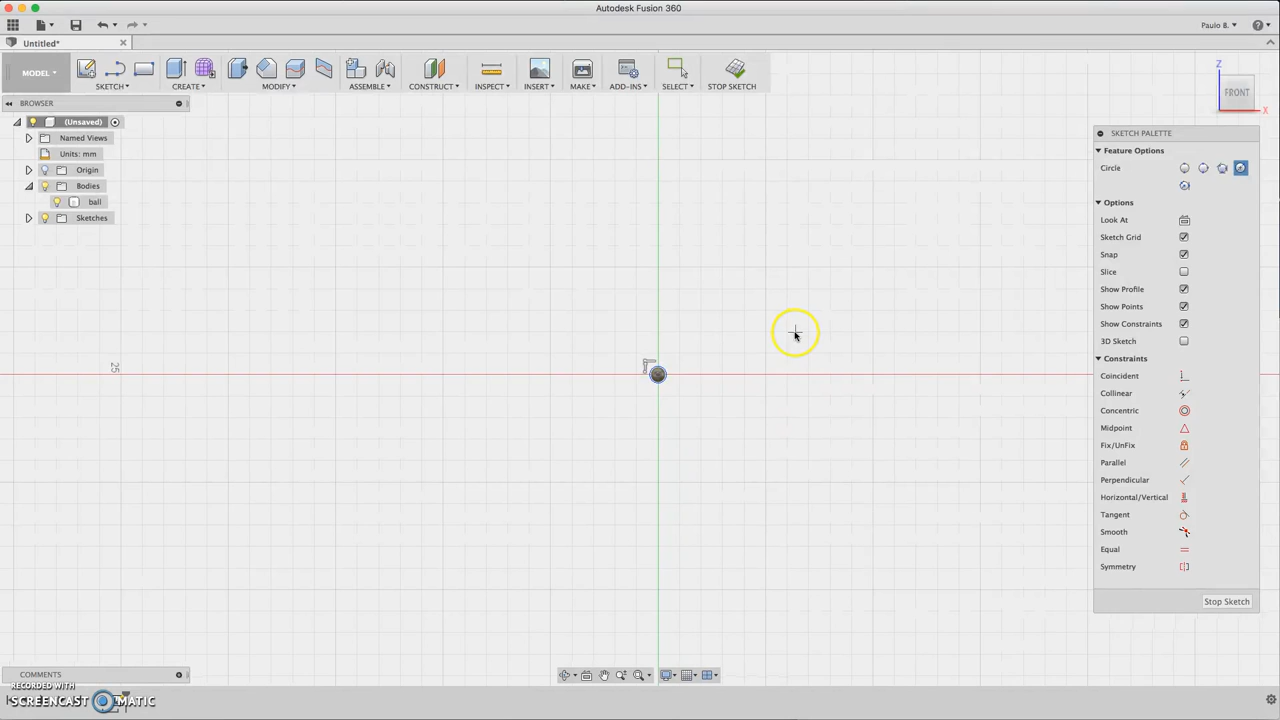 Autodesk Fusion 360
Paulo B.
Untitled*
MODEL
SKETCH
CREATE
MODIFY
ASSEMBLE
CONSTRUCT
INSPECT
INSERT
MAKE
ADD-INS
SELECT
STOP SKETCH
Z
FRONT
X
BROWSER
(Unsaved)
Named Views
Units: mm
Origin
Bodies
ball
Sketches
25
SKETCH PALETTE
Feature Options
Circle
Options
Look At
Sketch Grid
Snap
Slice
Show Profile
Show Points
Show Constraints
3D Sketch
Constraints
Coincident
Collinear
Concentric
Midpoint
Fix/UnFix
Parallel
Perpendicular
Horizontal/Vertical
Tangent
Smooth
Equal
Symmetry
Stop Sketch
COMMENTS
RECORDED WITH
SCREENCAST MATIC